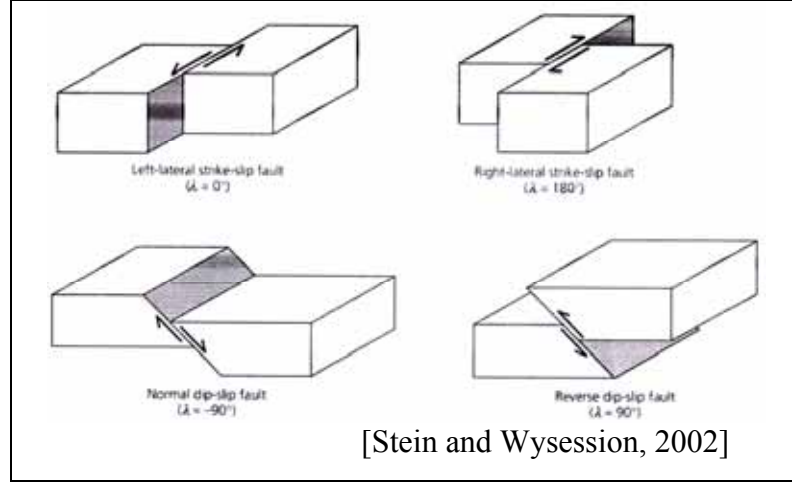 Left-lateral strike-slip fault
(λ = 0°)
Right-lateral strike-slip fault
(λ = 180°)
Normal dip-slip fault
(λ = –90°)
Reverse dip-slip fault
(λ = 90°)
[Stein and Wysession, 2002]